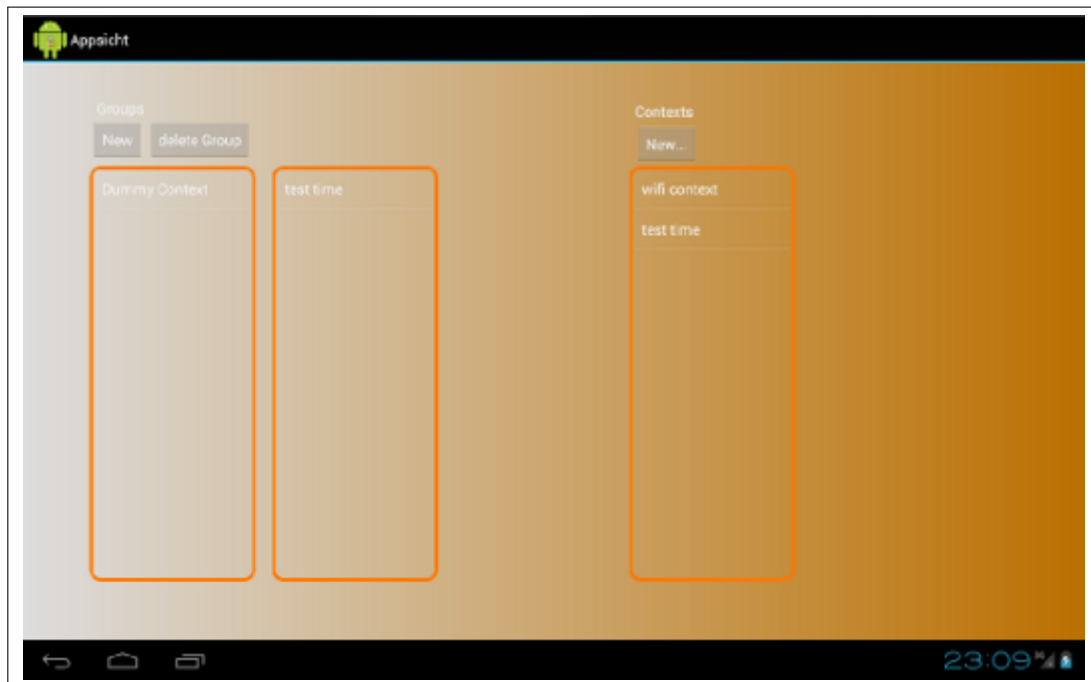 Appsicht
Groups
New
delete Group
Dummy Context
test time
Contexts
New...
wifi context
test time
23:09